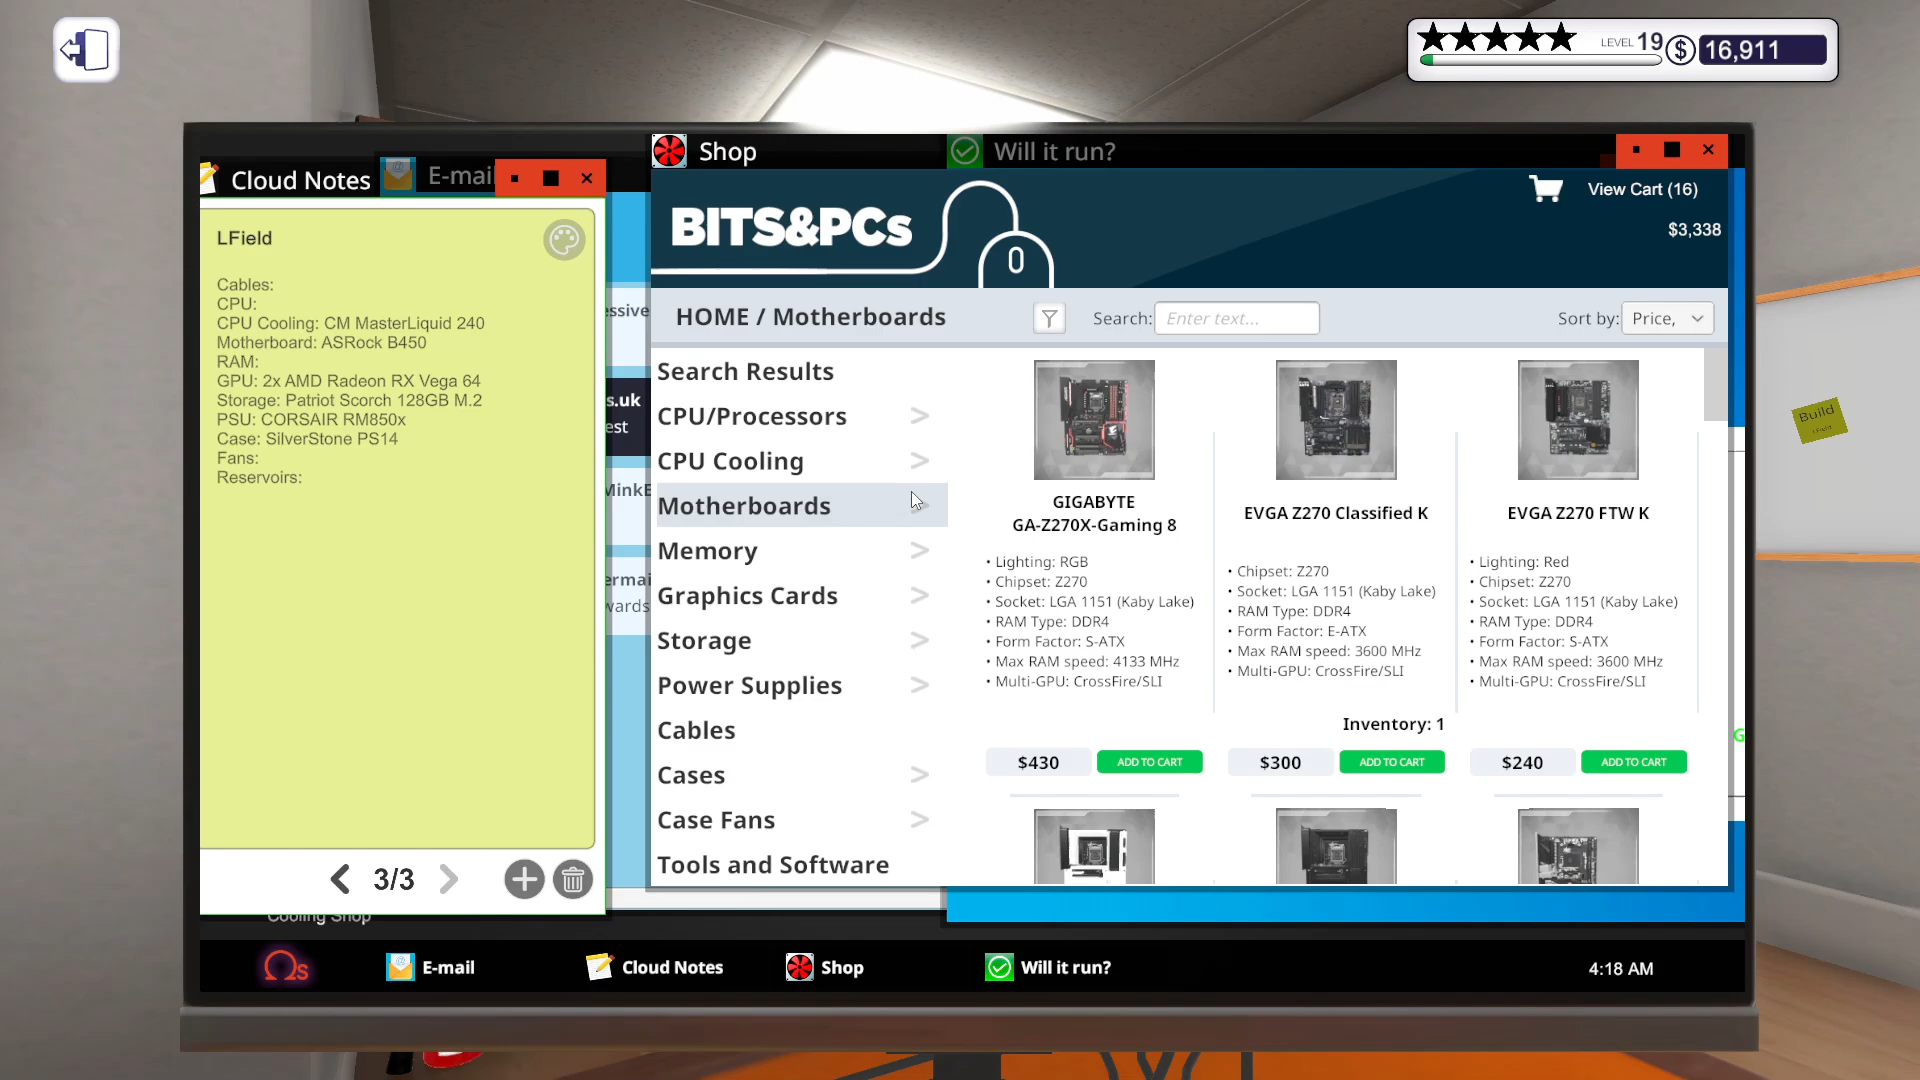 LEVEL 19
$ 16,911
Cloud Notes
E-mail
Shop
Will it run?
LField
Cables:
CPU:
CPU Cooling: CM MasterLiquid 240
Motherboard: ASRock B450
RAM:
GPU: 2x AMD Radeon RX Vega 64
Storage: Patriot Scorch 128GB M.2
PSU: CORSAIR RM850x
Case: SilverStone PS14
Fans:
Reservoirs:
3/3
BITS&PCs
View Cart (16)
$3,338
HOME / Motherboards
Search:
Enter text...
Sort by:
Price,
Search Results
CPU/Processors
CPU Cooling
Motherboards
Memory
Graphics Cards
Storage
Power Supplies
Cables
Cases
Case Fans
Tools and Software
GIGABYTE
GA-Z270X-Gaming 8
• Lighting: RGB
• Chipset: Z270
• Socket: LGA 1151 (Kaby Lake)
• RAM Type: DDR4
• Form Factor: S-ATX
• Max RAM speed: 4133 MHz
• Multi-GPU: CrossFire/SLI
$430
ADD TO CART
EVGA Z270 Classified K
• Chipset: Z270
• Socket: LGA 1151 (Kaby Lake)
• RAM Type: DDR4
• Form Factor: E-ATX
• Max RAM speed: 3600 MHz
• Multi-GPU: CrossFire/SLI
Inventory: 1
$300
ADD TO CART
EVGA Z270 FTW K
• Lighting: Red
• Chipset: Z270
• Socket: LGA 1151 (Kaby Lake)
• RAM Type: DDR4
• Form Factor: S-ATX
• Max RAM speed: 3600 MHz
• Multi-GPU: CrossFire/SLI
$240
ADD TO CART
s.uk
Build
LField
Cooling Shop
Ωs
E-mail
Cloud Notes
Shop
Will it run?
4:18 AM